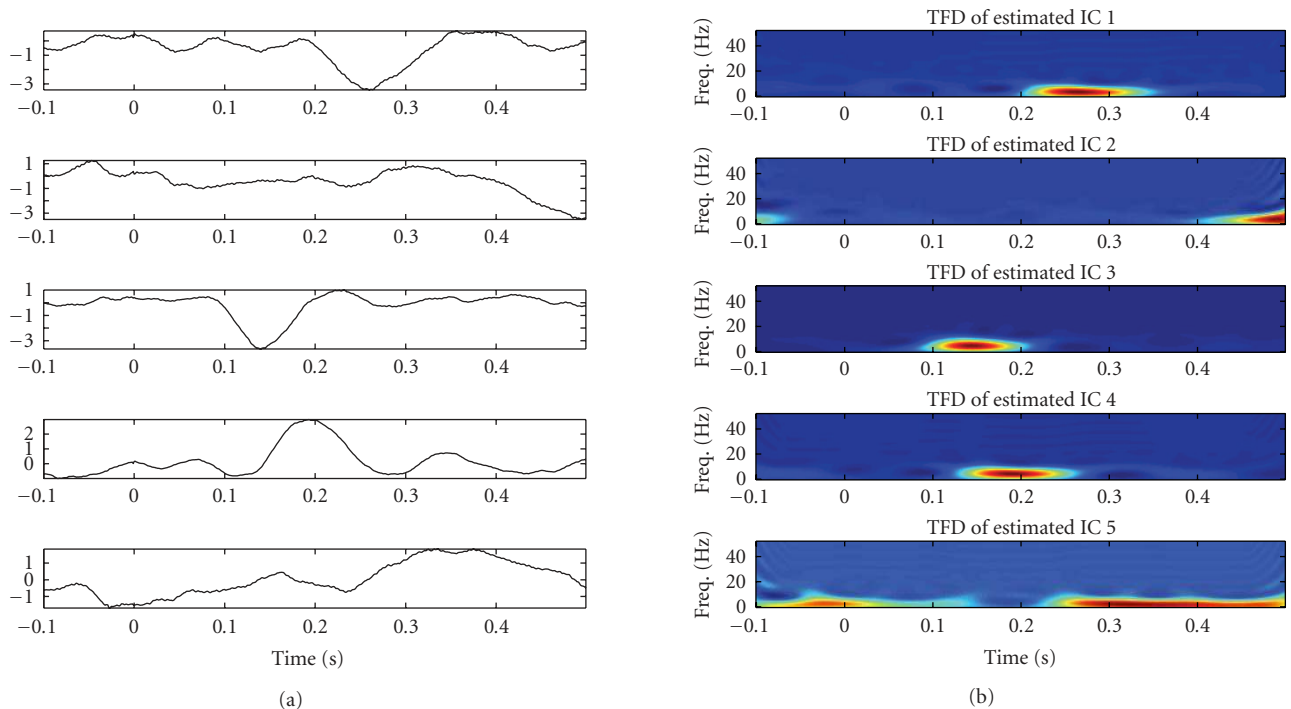 −1
−3
−0.1 0 0.1 0.2 0.3 0.4
1
−1
−3
−0.1 0 0.1 0.2 0.3 0.4
1
−1
−3
−0.1 0 0.1 0.2 0.3 0.4
2
1
0
−0.1 0 0.1 0.2 0.3 0.4
1
0
−1
−0.1 0 0.1 0.2 0.3 0.4
Time (s)
(a)
TFD of estimated IC 1
Freq. (Hz)
40
20
0
−0.1 0 0.1 0.2 0.3 0.4
TFD of estimated IC 2
Freq. (Hz)
40
20
0
−0.1 0 0.1 0.2 0.3 0.4
TFD of estimated IC 3
Freq. (Hz)
40
20
0
−0.1 0 0.1 0.2 0.3 0.4
TFD of estimated IC 4
Freq. (Hz)
40
20
0
−0.1 0 0.1 0.2 0.3 0.4
TFD of estimated IC 5
Freq. (Hz)
40
20
0
−0.1 0 0.1 0.2 0.3 0.4
Time (s)
(b)